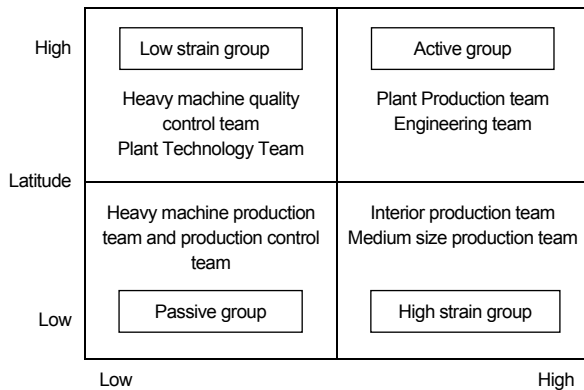 High
Low strain group
Active group
Heavy machine quality
control team
Plant Technology Team
Plant Production team
Engineering team
Latitude
Heavy machine production
team and production control
team
Interior production team
Medium size production team
Low
Passive group
High strain group
Low
High